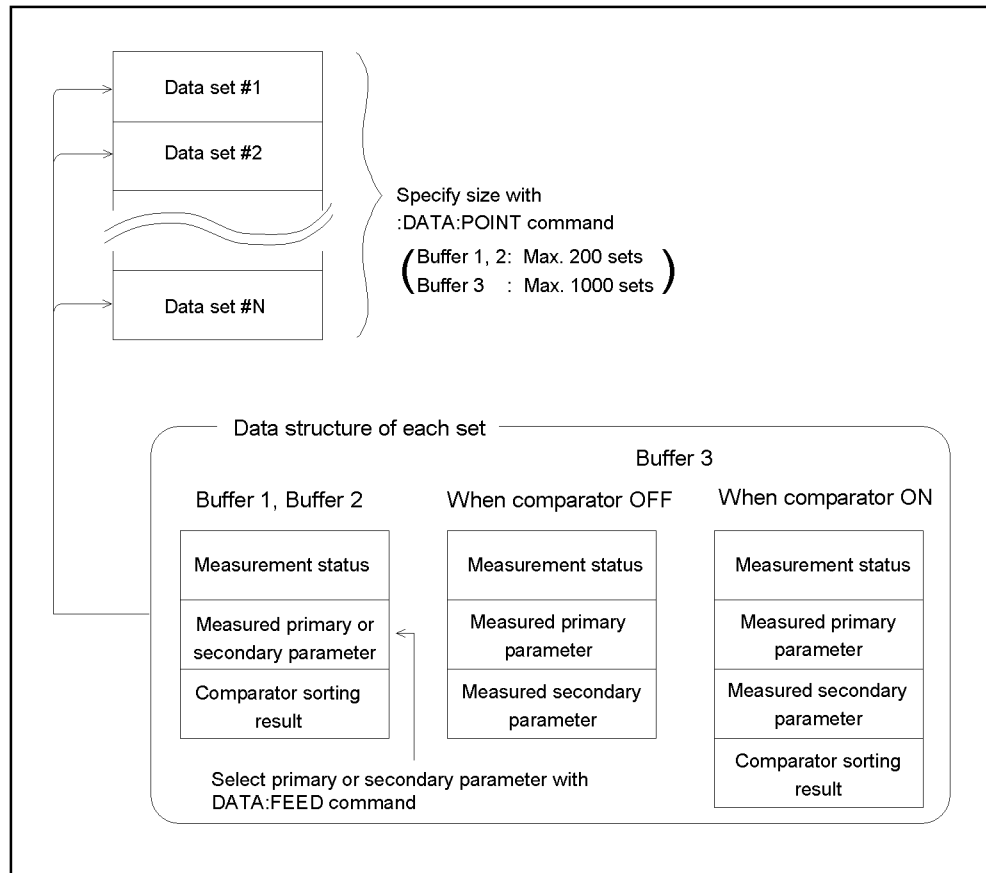 Data set #1
Data set #2
Specify size with
:DATA:POINT command
(Buffer 1, 2: Max. 200 sets
Buffer 3 : Max. 1000 sets)
Data set #N
Data structure of each set
Buffer 3
Buffer 1, Buffer 2
When comparator OFF
When comparator ON
Measurement status
Measured primary or
secondary parameter
Comparator sorting
result
Measurement status
Measured primary
parameter
Measured secondary
parameter
Measurement status
Measured primary
parameter
Measured secondary
parameter
Comparator sorting
result
Select primary or secondary parameter with
DATA:FEED command